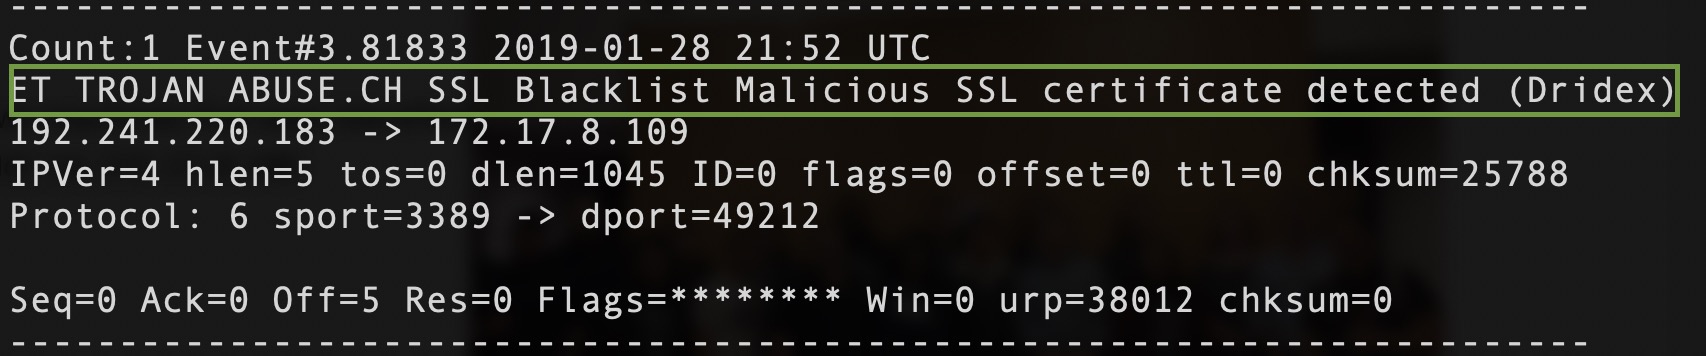 --------------------------------------------------------------------------
Count:1 Event#3.81833 2019-01-28 21:52 UTC
ET TROJAN ABUSE.CH SSL Blacklist Malicious SSL certificate detected (Dridex)
192.241.220.183 -> 172.17.8.109
IPVer=4 hlen=5 tos=0 dlen=1045 ID=0 flags=0 offset=0 ttl=0 chksum=25788
Protocol: 6 sport=3389 -> dport=49212
Seq=0 Ack=0 Off=5 Res=0 Flags=******** Win=0 urp=38012 chksum=0
--------------------------------------------------------------------------